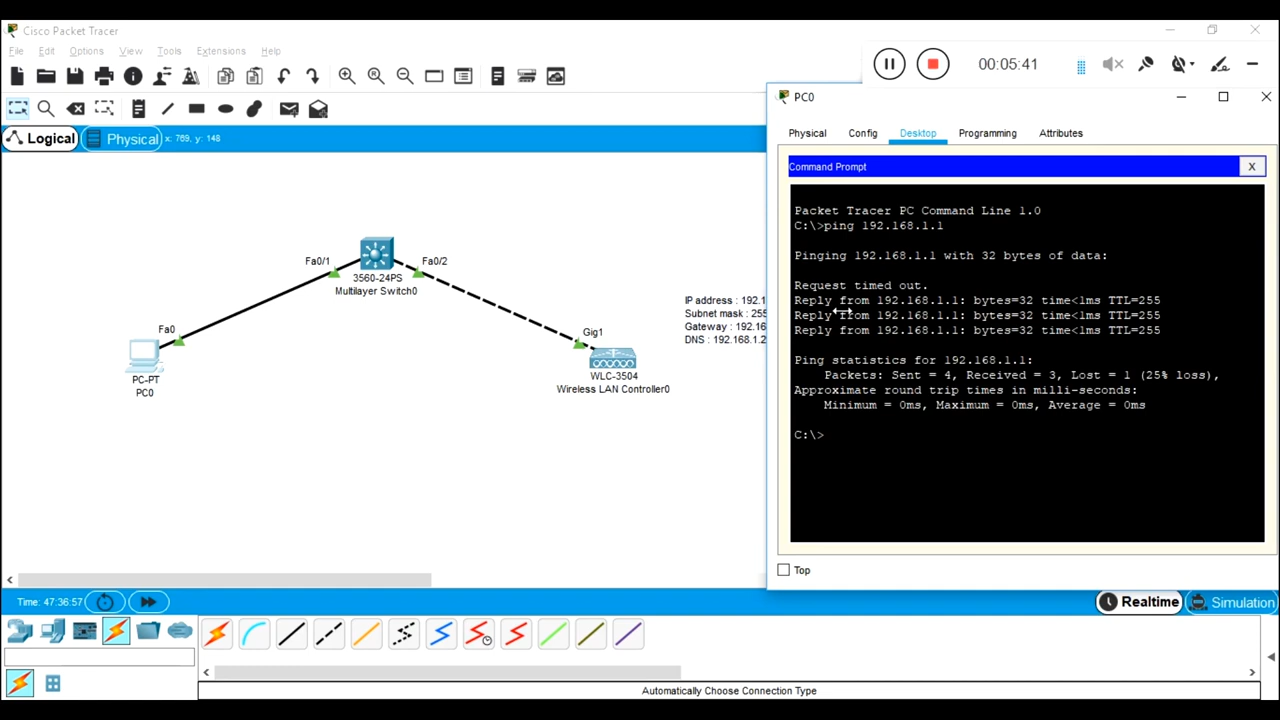 Cisco Packet Tracer
File Edit Options View Tools Extensions Help
00:05:41
Logical Physical x: 769, y: 148
PC0
Physical Config Desktop Programming Attributes
Command Prompt X
Packet Tracer PC Command Line 1.0
C:\>ping 192.168.1.1
Pinging 192.168.1.1 with 32 bytes of data:
Request timed out.
Reply from 192.168.1.1: bytes=32 time<1ms TTL=255
Reply from 192.168.1.1: bytes=32 time<1ms TTL=255
Reply from 192.168.1.1: bytes=32 time<1ms TTL=255
Ping statistics for 192.168.1.1:
Packets: Sent = 4, Received = 3, Lost = 1 (25% loss),
Approximate round trip times in milli-seconds:
Minimum = 0ms, Maximum = 0ms, Average = 0ms
C:\>
Top
Fa0/1
Fa0/2
3560-24PS
Multilayer Switch0
Fa0
PC-PT
PC0
Gig1
WLC-3504
Wireless LAN Controller0
IP address : 192.1
Subnet mask : 255
Gateway : 192.16
DNS : 192.168.1.2
Time: 47:36:57
Realtime Simulation
Automatically Choose Connection Type